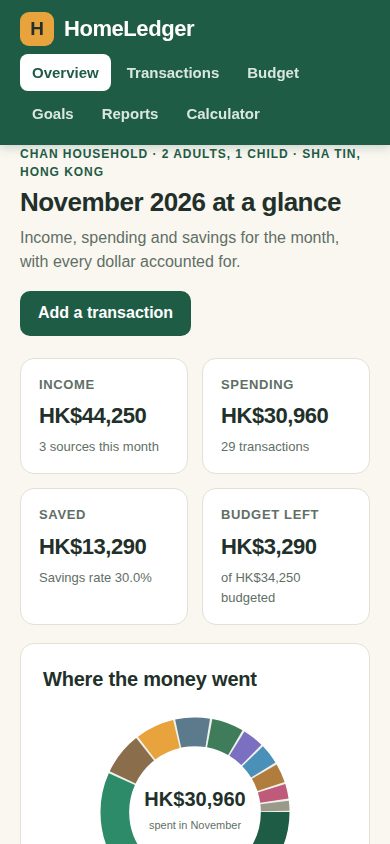 H HomeLedger
Overview Transactions Budget
Goals Reports Calculator
CHAN HOUSEHOLD · 2 ADULTS, 1 CHILD · SHA TIN,
HONG KONG
November 2026 at a glance
Income, spending and savings for the month,
with every dollar accounted for.
Add a transaction
INCOME
HK$44,250
3 sources this month
SPENDING
HK$30,960
29 transactions
SAVED
HK$13,290
Savings rate 30.0%
BUDGET LEFT
HK$3,290
of HK$34,250
budgeted
Where the money went
HK$30,960
spent in November